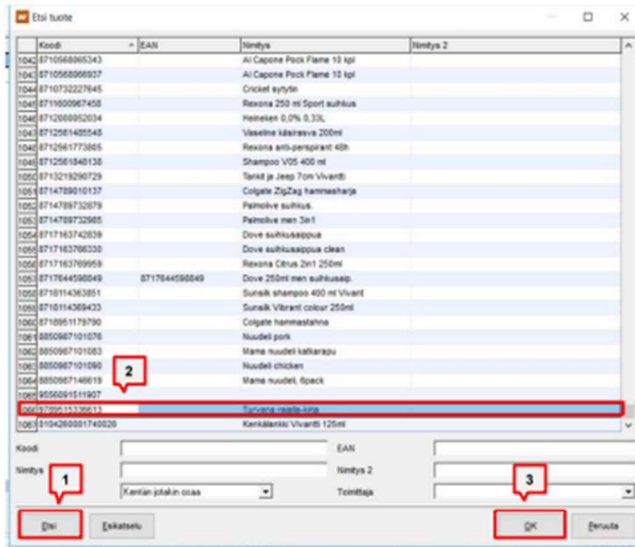 Etsi tuote
Koodi EAN Nimitys Nimitys 2
1042 8710568065343 Al Capone Pock Flame 10 kpl
1043 8710568066937 Al Capone Pock Flame 10 kpl
1044 8710732227645 Cricket sytytin
1045 8711600967458 Rexona 250 ml Sport suihkus
1046 8712000052034 Heineken 0,0% 0,33L
1047 8712561485548 Vaseline käsirasva 200ml
1048 8712561773805 Rexona anti-perspirant 48h
1049 8712561848138 Shampoo V05 400 ml
1050 8713219290729 Tankit ja Jeep 7cm Vivantti
1051 8714789010137 Colgate ZigZag hammasharja
1052 8714789732879 Palmolive suihkus.
1053 8714789732985 Palmolive men 3in1
1054 8717163742839 Dove suihkusaippua
1055 8717163766330 Dove suihkusaippua clean
1056 8717163769959 Rexona Citrus 2in1 250ml
1057 8717644598849 8717644598849 Dove 250ml men suihkusaip.
1058 8718114363851 Sunsilk shampoo 400 ml Vivant
1059 8718114369433 Sunsilk Vibrant colour 250ml
1060 8718951179790 Colgate hammastahna
1061 8850987101076 Nuudeli pork
1062 8850987101083 Mama nuudeli katkarapu
1063 8850987101090 Nuudeli chicken
1064 8850987146619 Mama nuudeli, 6pack
1065 9556091511907
2
1066 9789515336613 Turvana rajalla-kirja
1067 0104260081740028 Kenkälankki Vivantti 125ml
Koodi EAN
Nimitys Nimitys 2
1 3
Kentän jotakin osaa Toimittaja
Etsi Esikatselu OK Peruuta